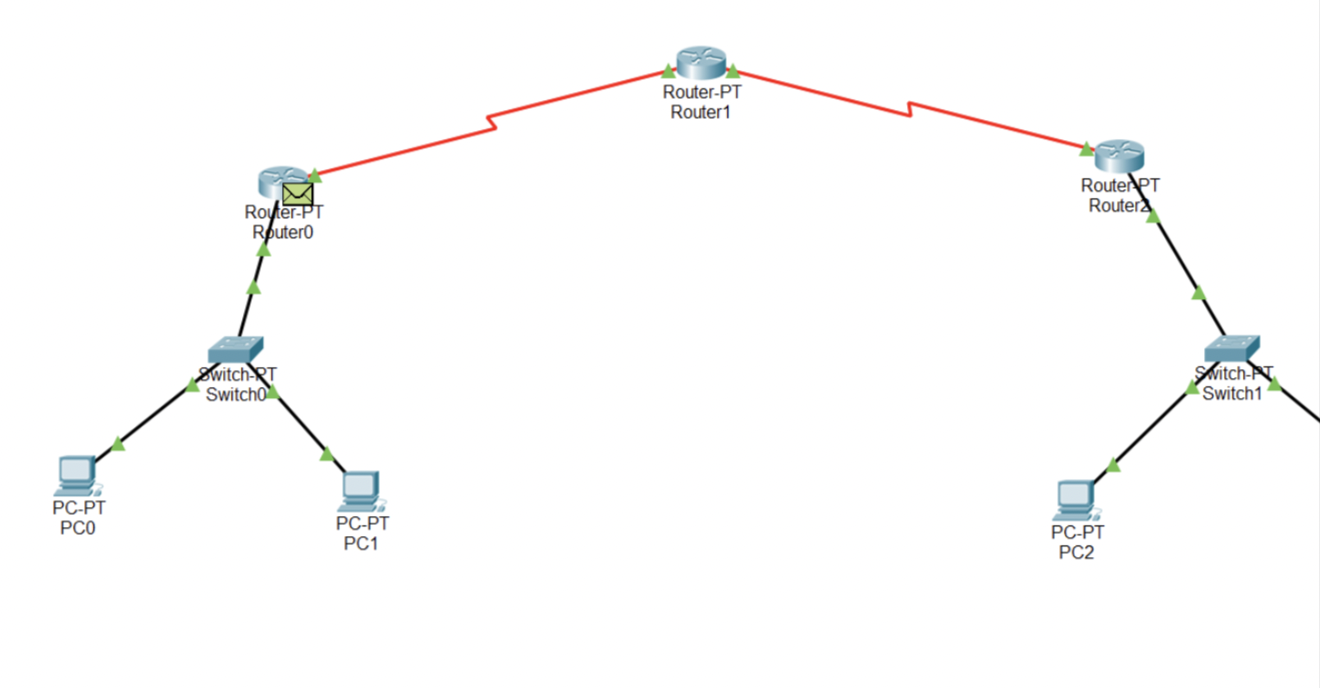 Router-PT
Router1
Router-PT
Router2
Router-PT
Router0
Switch-PT
Switch0
Switch-PT
Switch1
PC-PT
PC0
PC-PT
PC1
PC-PT
PC2